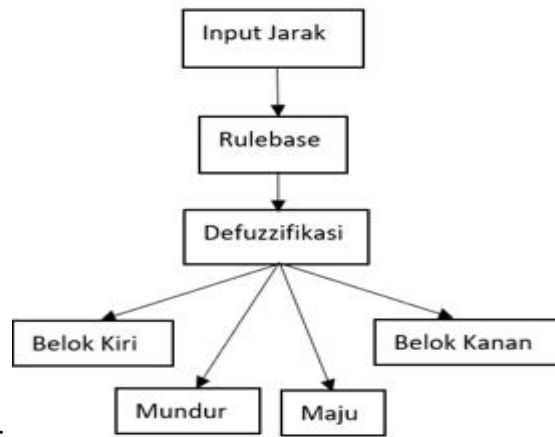 Input Jarak
Rulebase
Defuzzifikasi
Belok Kiri
Belok Kanan
Mundur
Maju